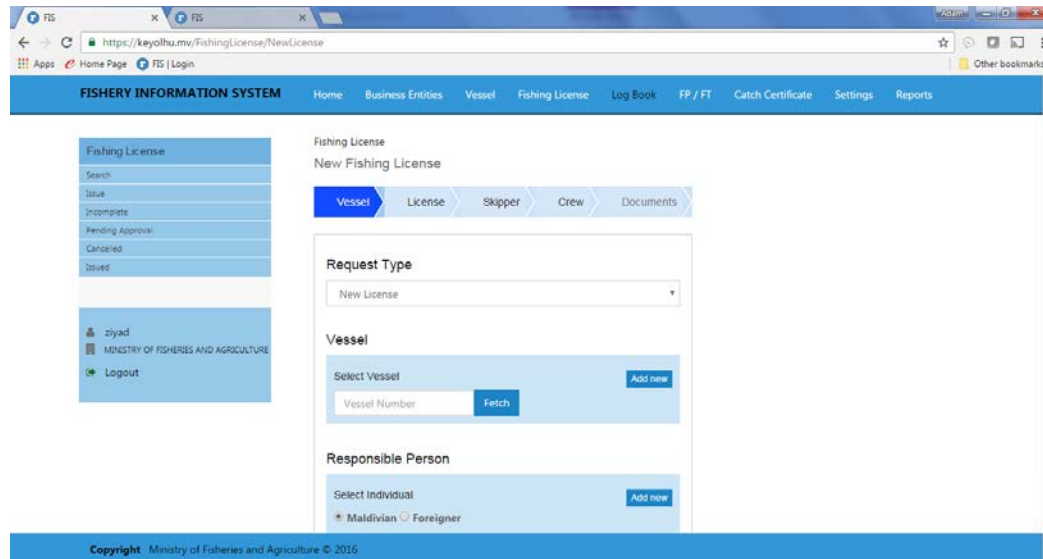 FIS
FIS
Adam
https://keyolhu.mv/FishingLicense/NewLicense
Apps Home Page FIS | Login Other bookmarks
FISHERY INFORMATION SYSTEM Home Business Entities Vessel Fishing License Log Book FP / FT Catch Certificate Settings Reports
Fishing License
Search
Issue
Incomplete
Pending Approval
Cancelled
Issued
ziyad
MINISTRY OF FISHERIES AND AGRICULTURE
Logout
Fishing License
New Fishing License
Vessel License Skipper Crew Documents
Request Type
New License
Vessel
Select Vessel Add new
Vessel Number Fetch
Responsible Person
Select Individual Add new
Maldivian Foreigner
Copyright Ministry of Fisheries and Agriculture © 2016